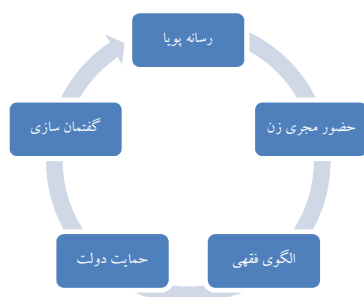 رسانه پویا
حضور مجری زن
الگوی فقهی
حمایت دولت
گفتمان سازی